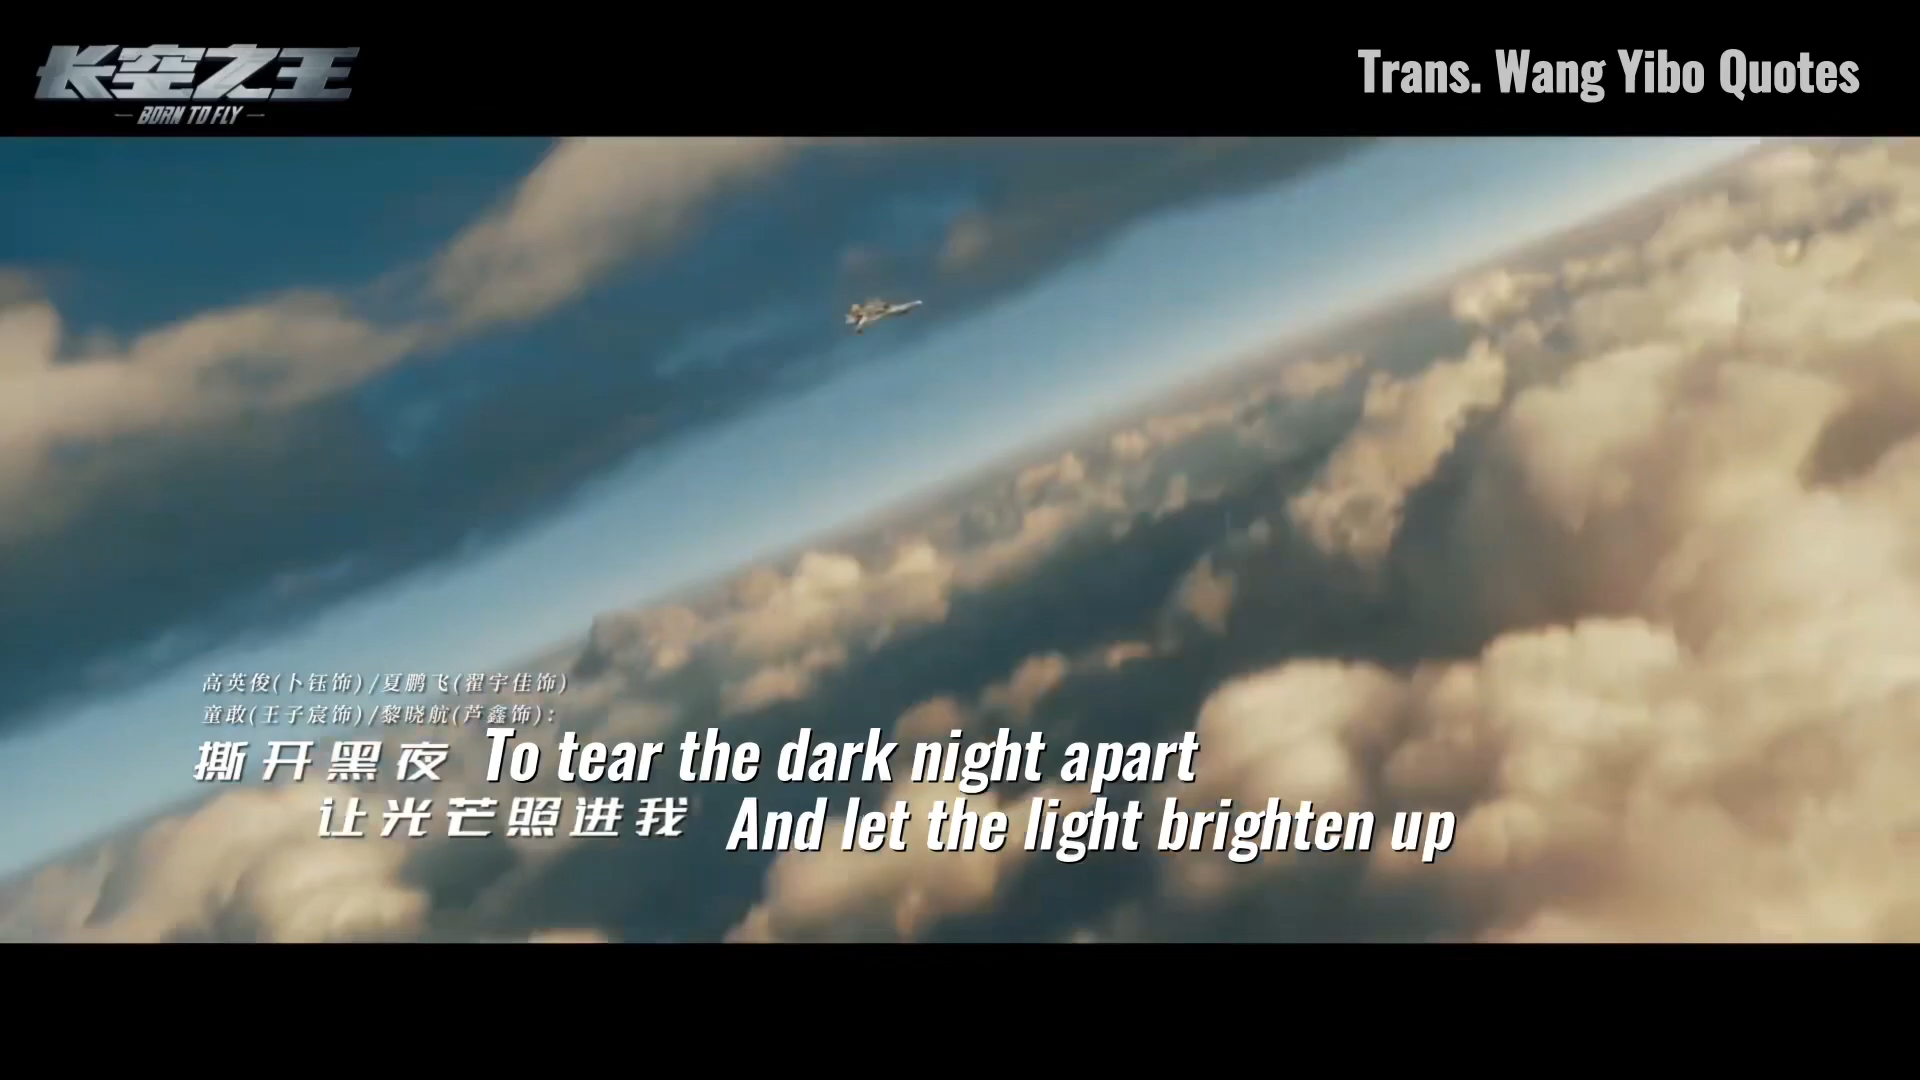 长空之王
BORN TO FLY
Trans. Wang Yibo Quotes
高英俊(卜钰饰)/夏鹏飞(翟宇佳饰)
童敢(王子宸饰)/黎晓航(芦鑫饰):
撕开黑夜 To tear the dark night apart
让光芒照进我 And let the light brighten up